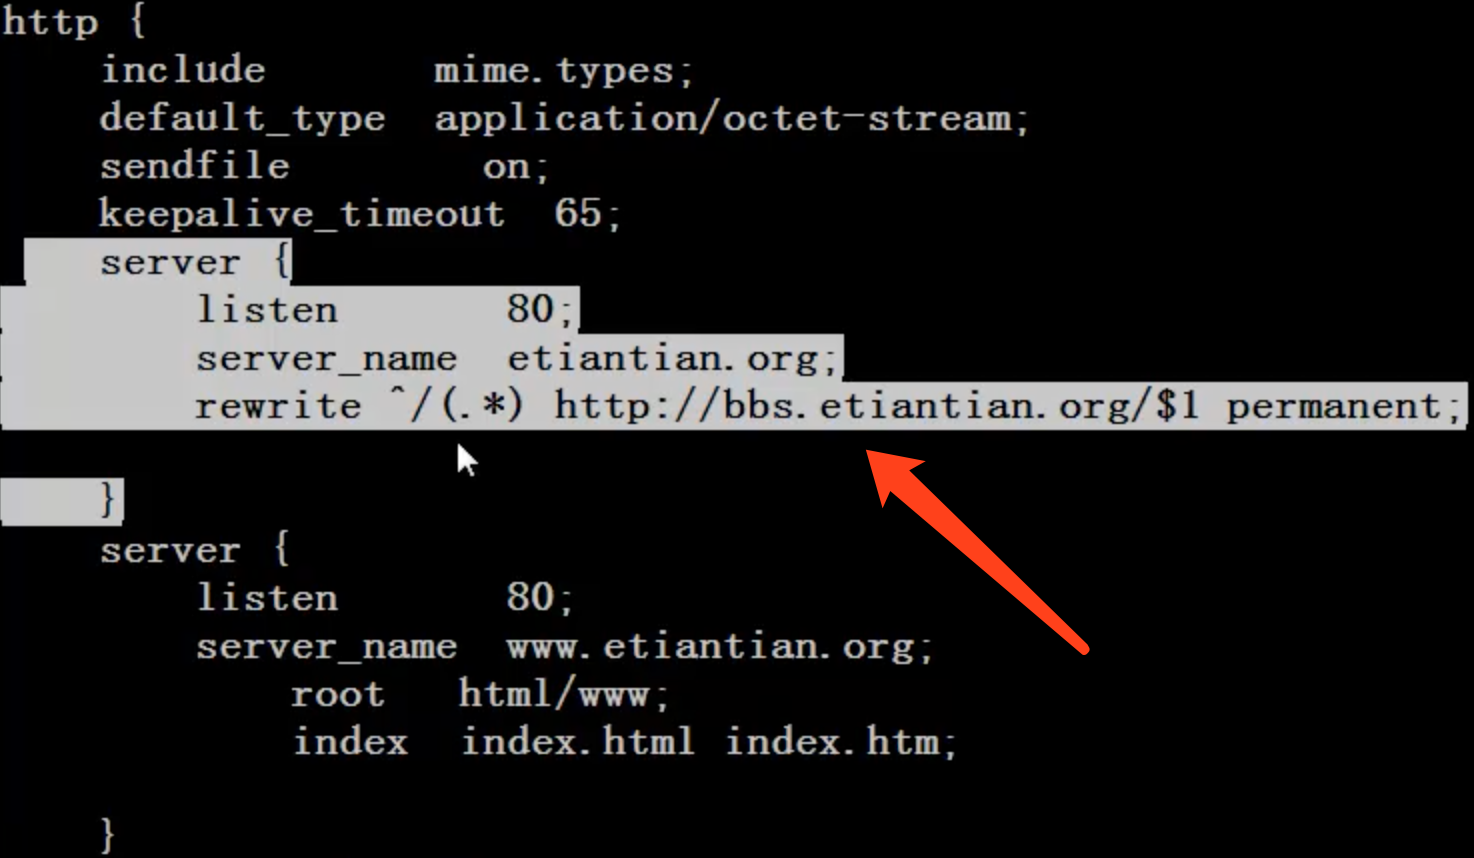 http {
    include       mime.types;
    default_type  application/octet-stream;
    sendfile        on;
    keepalive_timeout  65;
    server {
        listen       80;
        server_name  etiantian.org;
        rewrite ^/(.*) http://bbs.etiantian.org/$1 permanent;
    }
    server {
        listen       80;
        server_name  www.etiantian.org;
            root   html/www;
            index  index.html index.htm;
    }